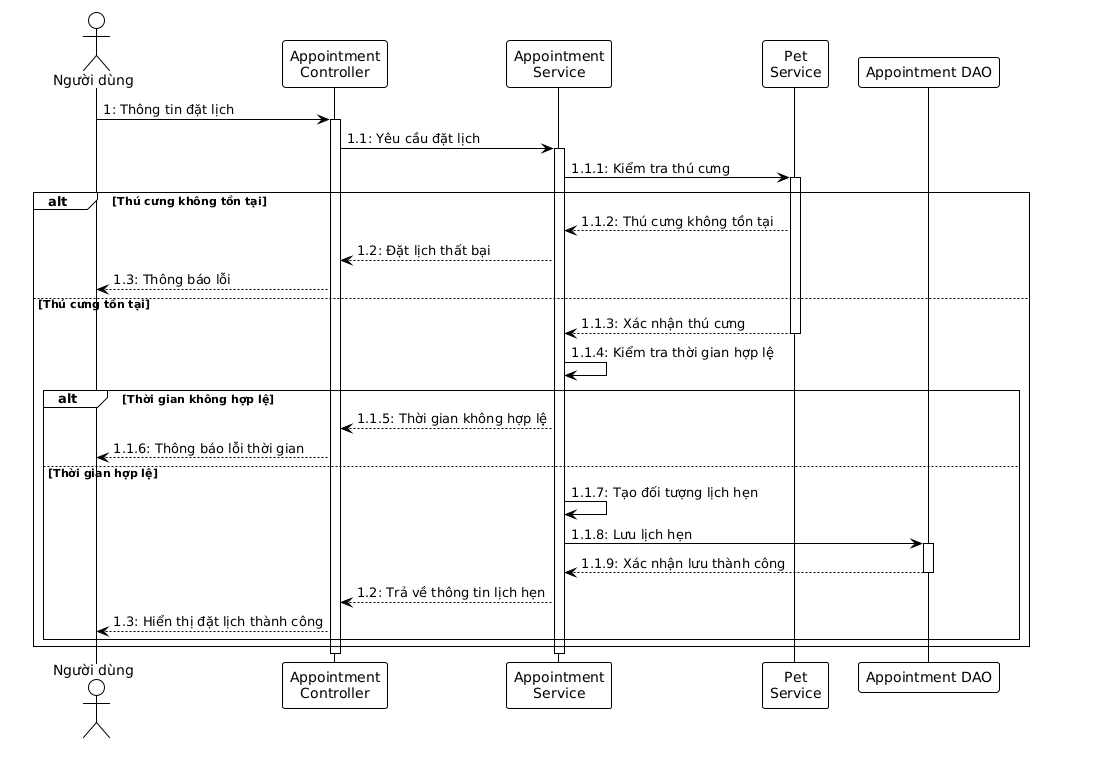 Người dùng
Appointment
Controller
Appointment
Service
Pet
Service
Appointment DAO
1: Thông tin đặt lịch
1.1: Yêu cầu đặt lịch
1.1.1: Kiểm tra thú cưng
alt
[Thú cưng không tồn tại]
1.1.2: Thú cưng không tồn tại
1.2: Đặt lịch thất bại
1.3: Thông báo lỗi
[Thú cưng tồn tại]
1.1.3: Xác nhận thú cưng
1.1.4: Kiểm tra thời gian hợp lệ
alt
[Thời gian không hợp lệ]
1.1.5: Thời gian không hợp lệ
1.1.6: Thông báo lỗi thời gian
[Thời gian hợp lệ]
1.1.7: Tạo đối tượng lịch hẹn
1.1.8: Lưu lịch hẹn
1.1.9: Xác nhận lưu thành công
1.2: Trả về thông tin lịch hẹn
1.3: Hiển thị đặt lịch thành công
Người dùng
Appointment
Controller
Appointment
Service
Pet
Service
Appointment DAO